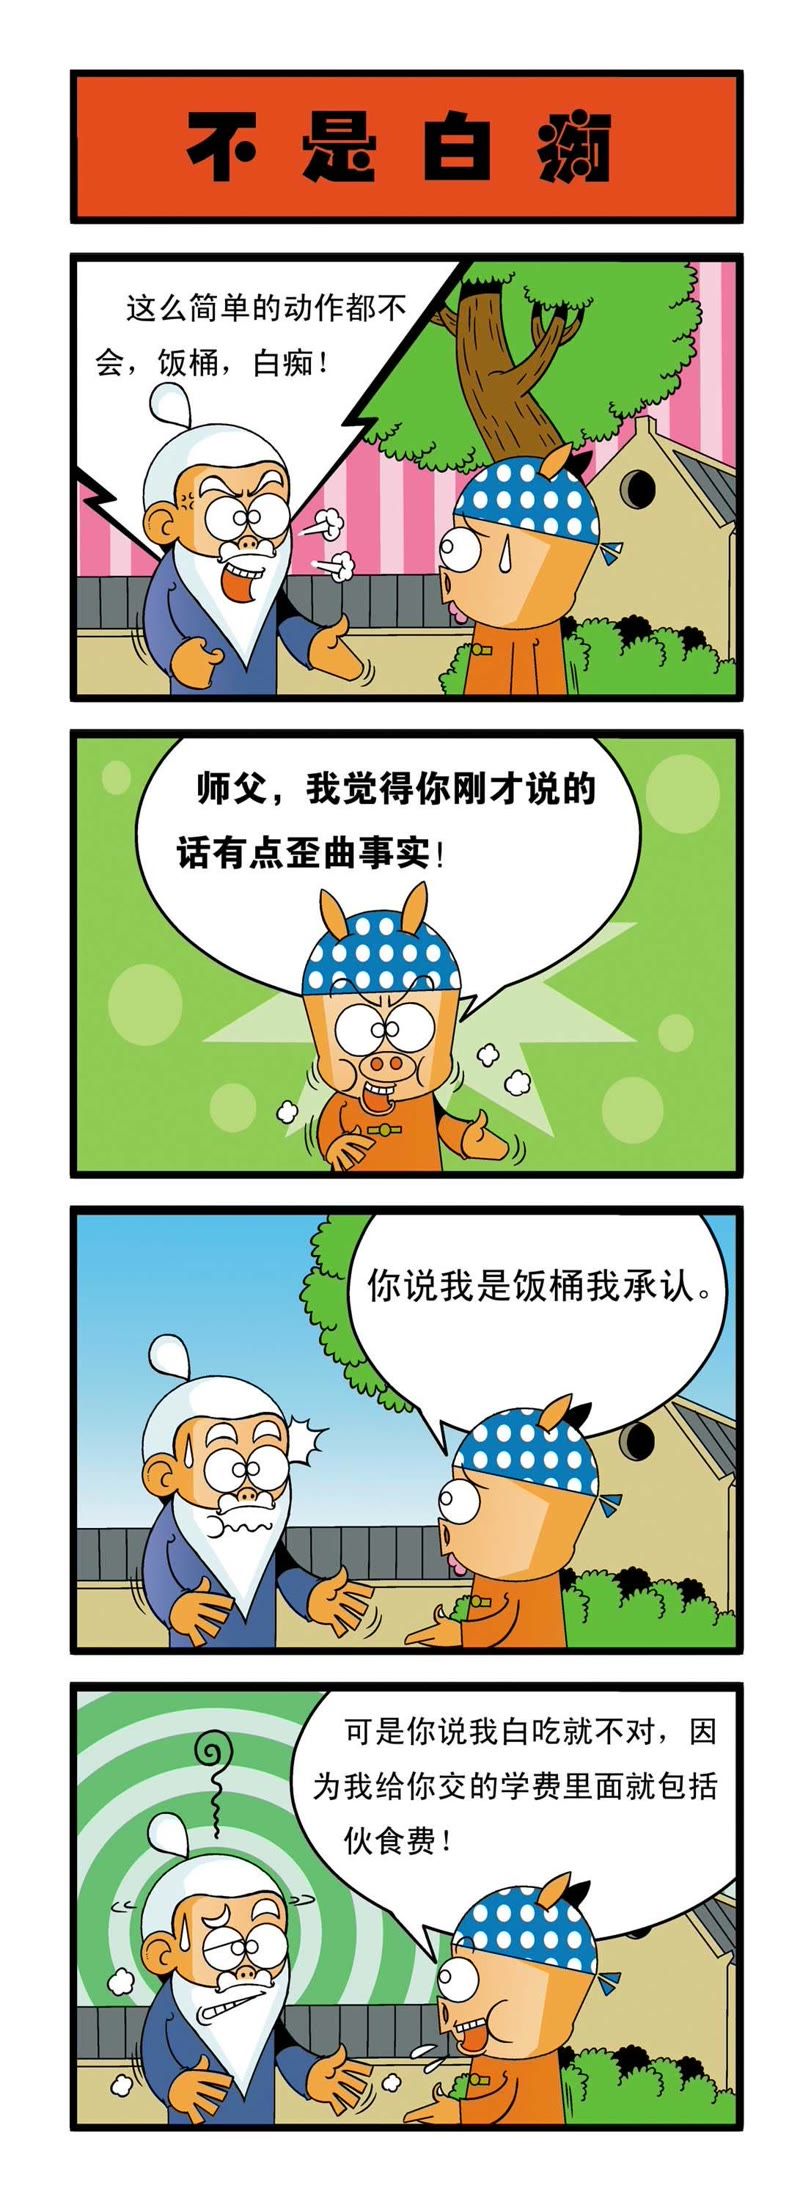 不是白痴
这么简单的动作都不
会，饭桶，白痴！
师父，我觉得你刚才说的
话有点歪曲事实！
你说我是饭桶我承认。
可是你说我白吃就不对，因
为我给你交的学费里面就包括
伙食费！